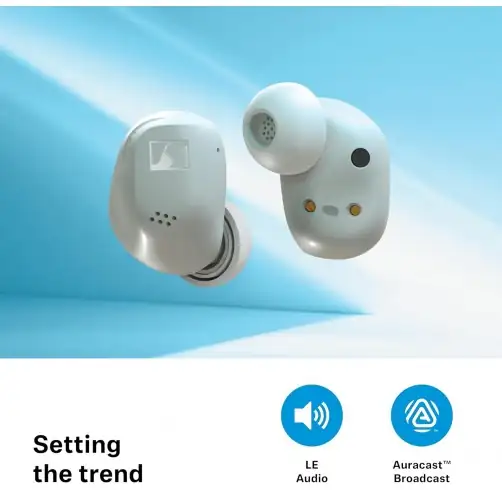 Setting
the trend
LE
Audio
Auracast™
Broadcast